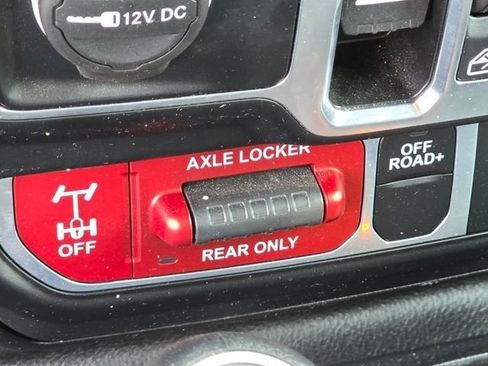 12V DC
AXLE LOCKER
OFF
ROAD+
OFF
REAR ONLY